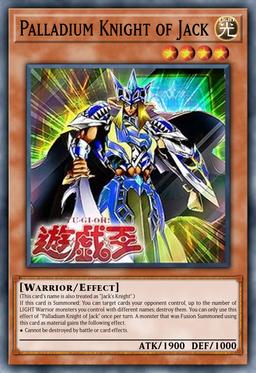 PALLADIUM KNIGHT OF JACK
LIGHT
光
YU-GI-OH!
遊戯王
[WARRIOR/EFFECT]
(This card's name is also treated as "Jack's Knight".)
If this card is Summoned: You can target cards your opponent control, up to the number of
LIGHT Warrior monsters you control with different names; destroy them. You can only use this
effect of "Palladium Knight of Jack" once per turn. A monster that was Fusion Summoned using
this card as material gains the following effect.
● Cannot be destroyed by battle or card effects.
ATK/1900 DEF/1000